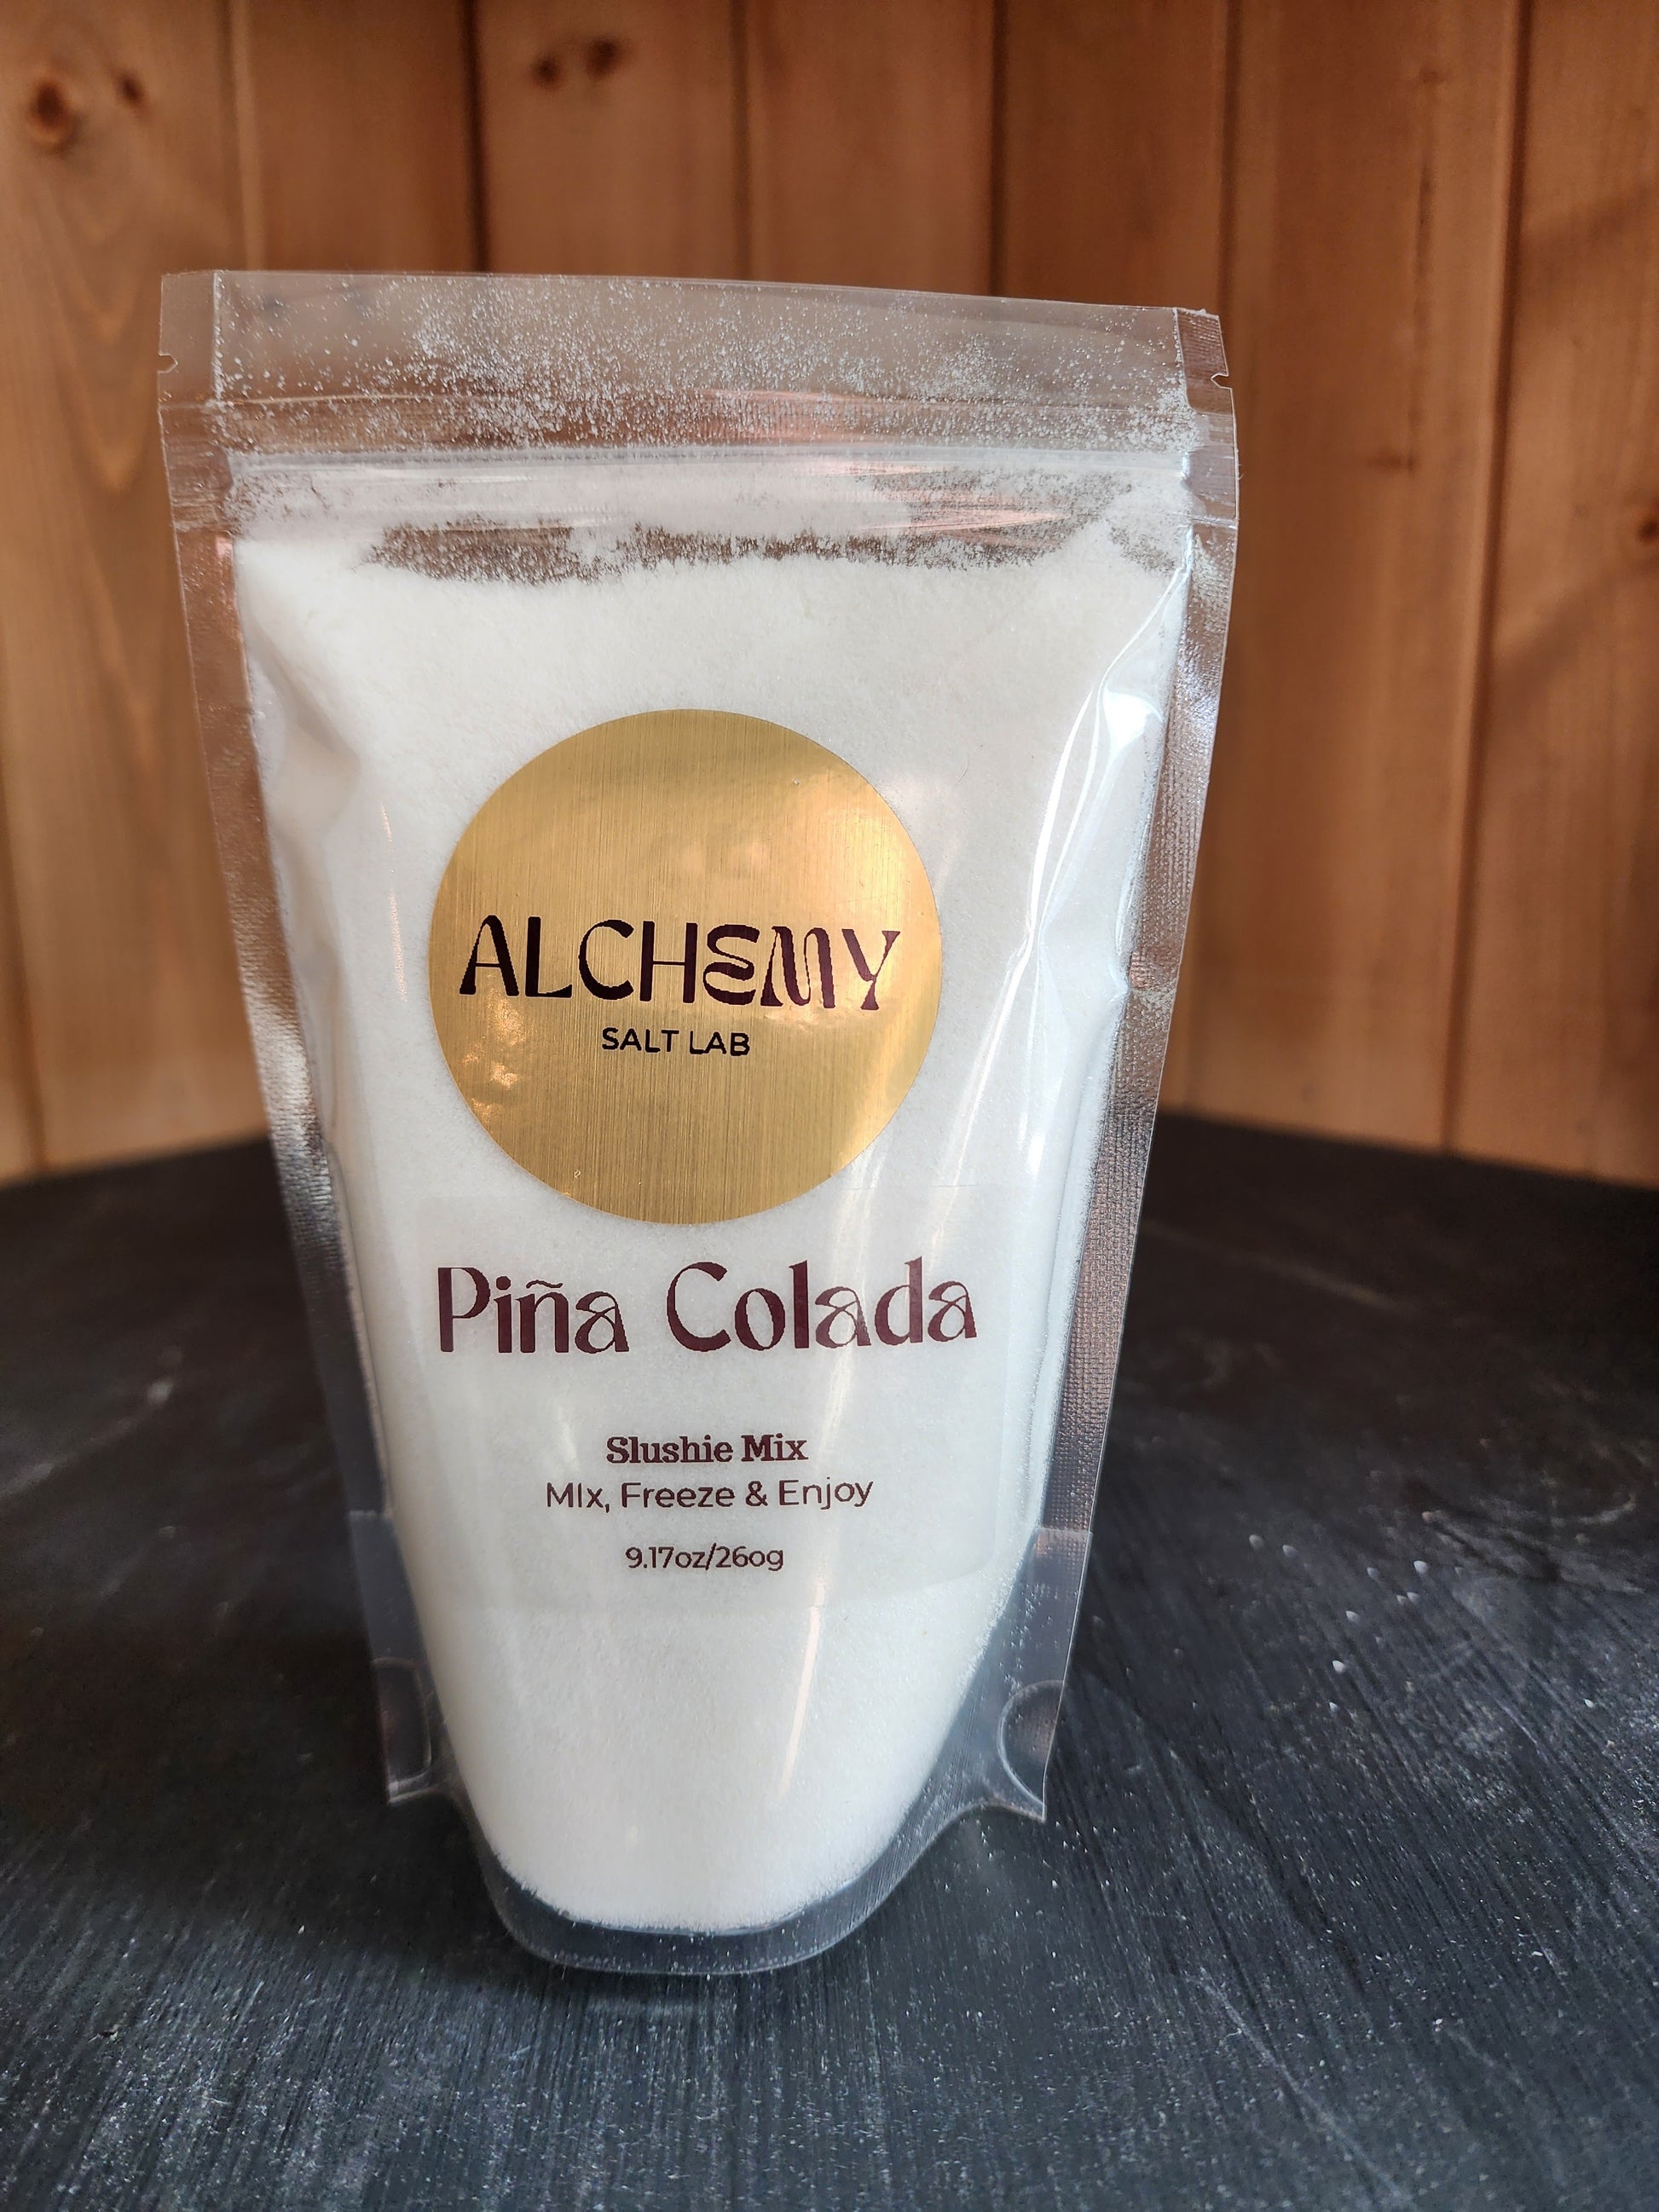 ALCHEMY
SALT LAB
Piña Colada
Slushie Mix
MIx, Freeze & Enjoy
9.17oz/260g